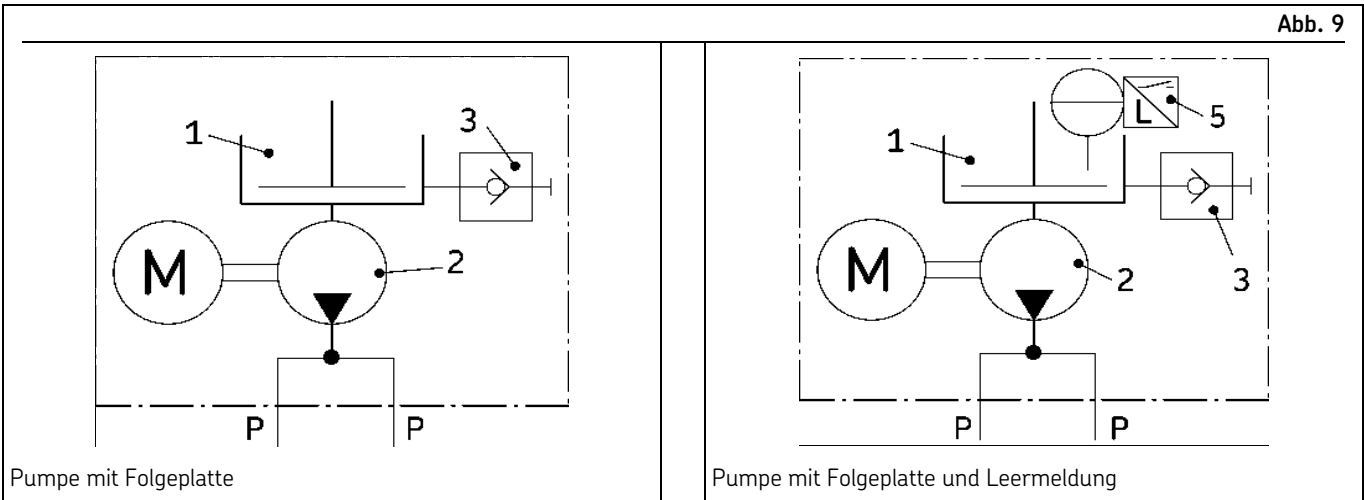 Abb. 9
1
3
M
2
P P
Pumpe mit Folgeplatte
L
5
1
3
M
2
P P
Pumpe mit Folgeplatte und Leermeldung